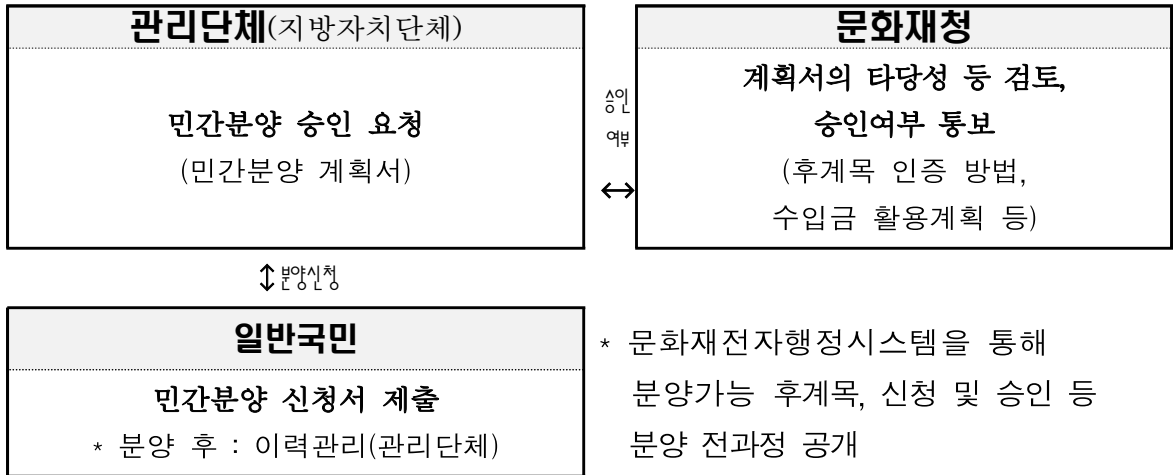 관리단체(지방자치단체)
민간분양 승인 요청
(민간분양 계획서)
승인
여부
↔
문화재청
계획서의 타당성 등 검토,
승인여부 통보
(후계목 인증 방법,
수입금 활용계획 등)
↕ 분양신청
일반국민
민간분양 신청서 제출
* 분양 후 : 이력관리(관리단체)
* 문화재전자행정시스템을 통해
분양가능 후계목, 신청 및 승인 등
분양 전과정 공개